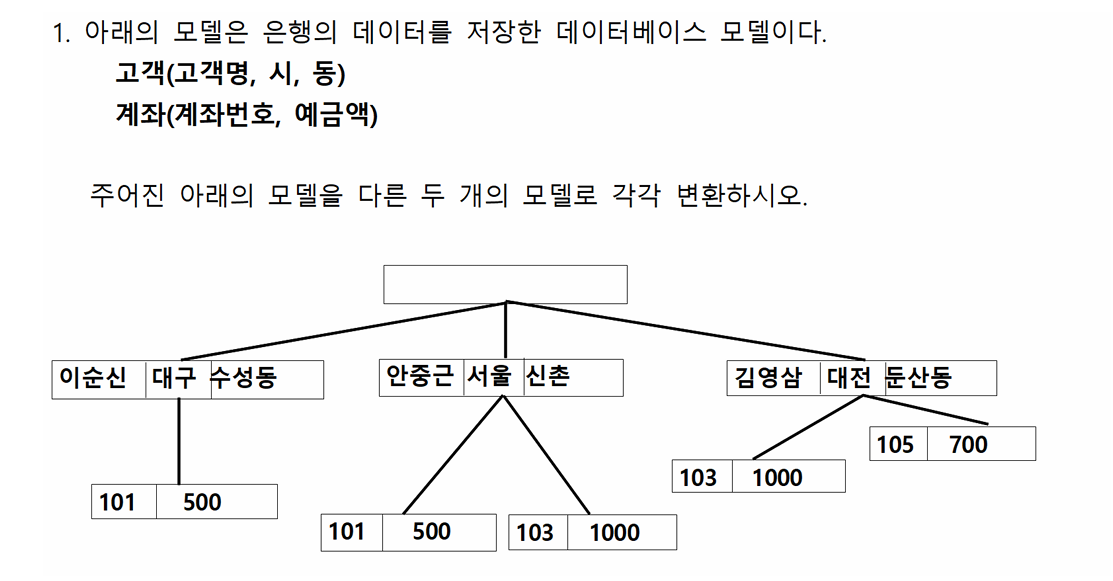 1. 아래의 모델은 은행의 데이터를 저장한 데이터베이스 모델이다.
고객(고객명, 시, 동)
계좌(계좌번호, 예금액)
주어진 아래의 모델을 다른 두 개의 모델로 각각 변환하시오.
이순신 대구 수성동
안중근 서울 신촌
김영삼 대전 둔산동
105 700
103 1000
101 500
101 500
103 1000